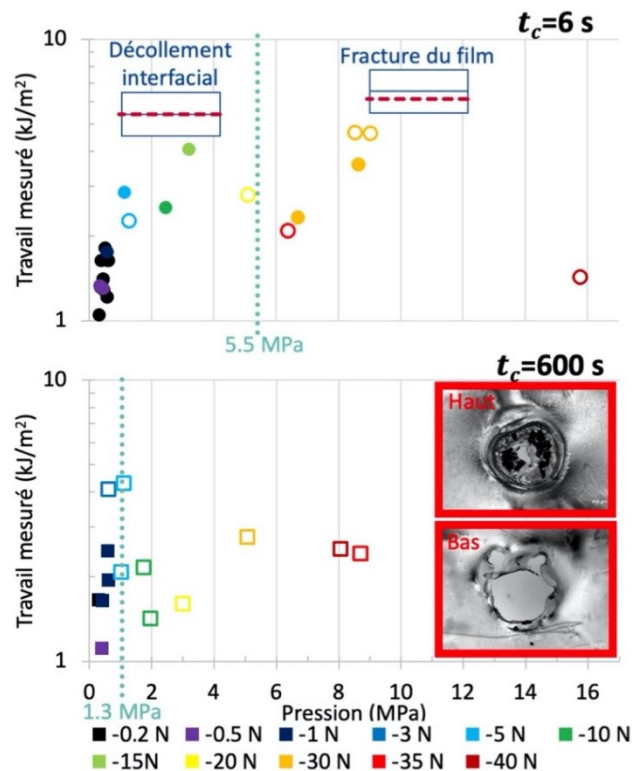 t_c=6 s
10
Décollement
interfacial
Fracture du film
Travail mesuré (kJ/m²)
1
5.5 MPa
t_c=600 s
10
Haut
Bas
Travail mesuré (kJ/m²)
1
0 2 4 6 8 10 12 14 16
1.3 MPa
Pression (MPa)
-0.2 N -0.5 N -1 N -3 N -5 N -10 N
-15N -20 N -30 N -35 N -40 N